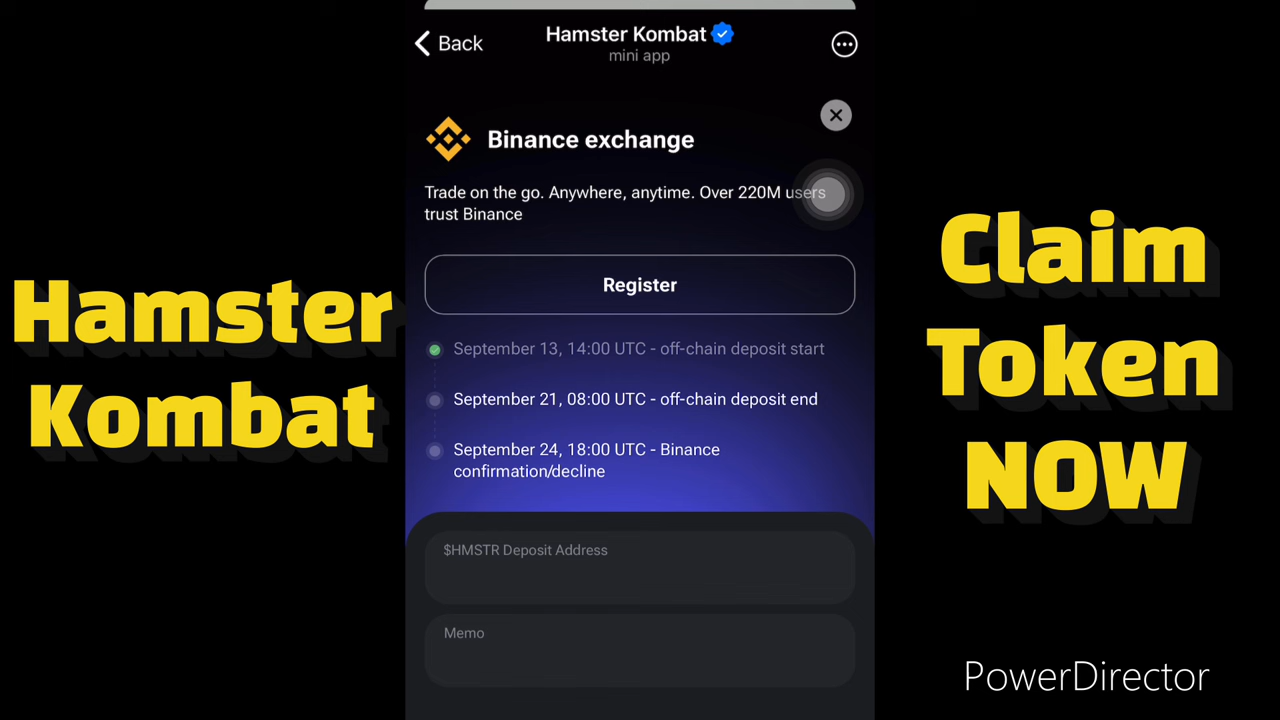 Back
Hamster Kombat
mini app
Binance exchange
Trade on the go. Anywhere, anytime. Over 220M users
trust Binance
Register
September 13, 14:00 UTC - off-chain deposit start
September 21, 08:00 UTC - off-chain deposit end
September 24, 18:00 UTC - Binance
confirmation/decline
$HMSTR Deposit Address
Memo
Hamster
Kombat
Claim
Token
NOW
PowerDirector